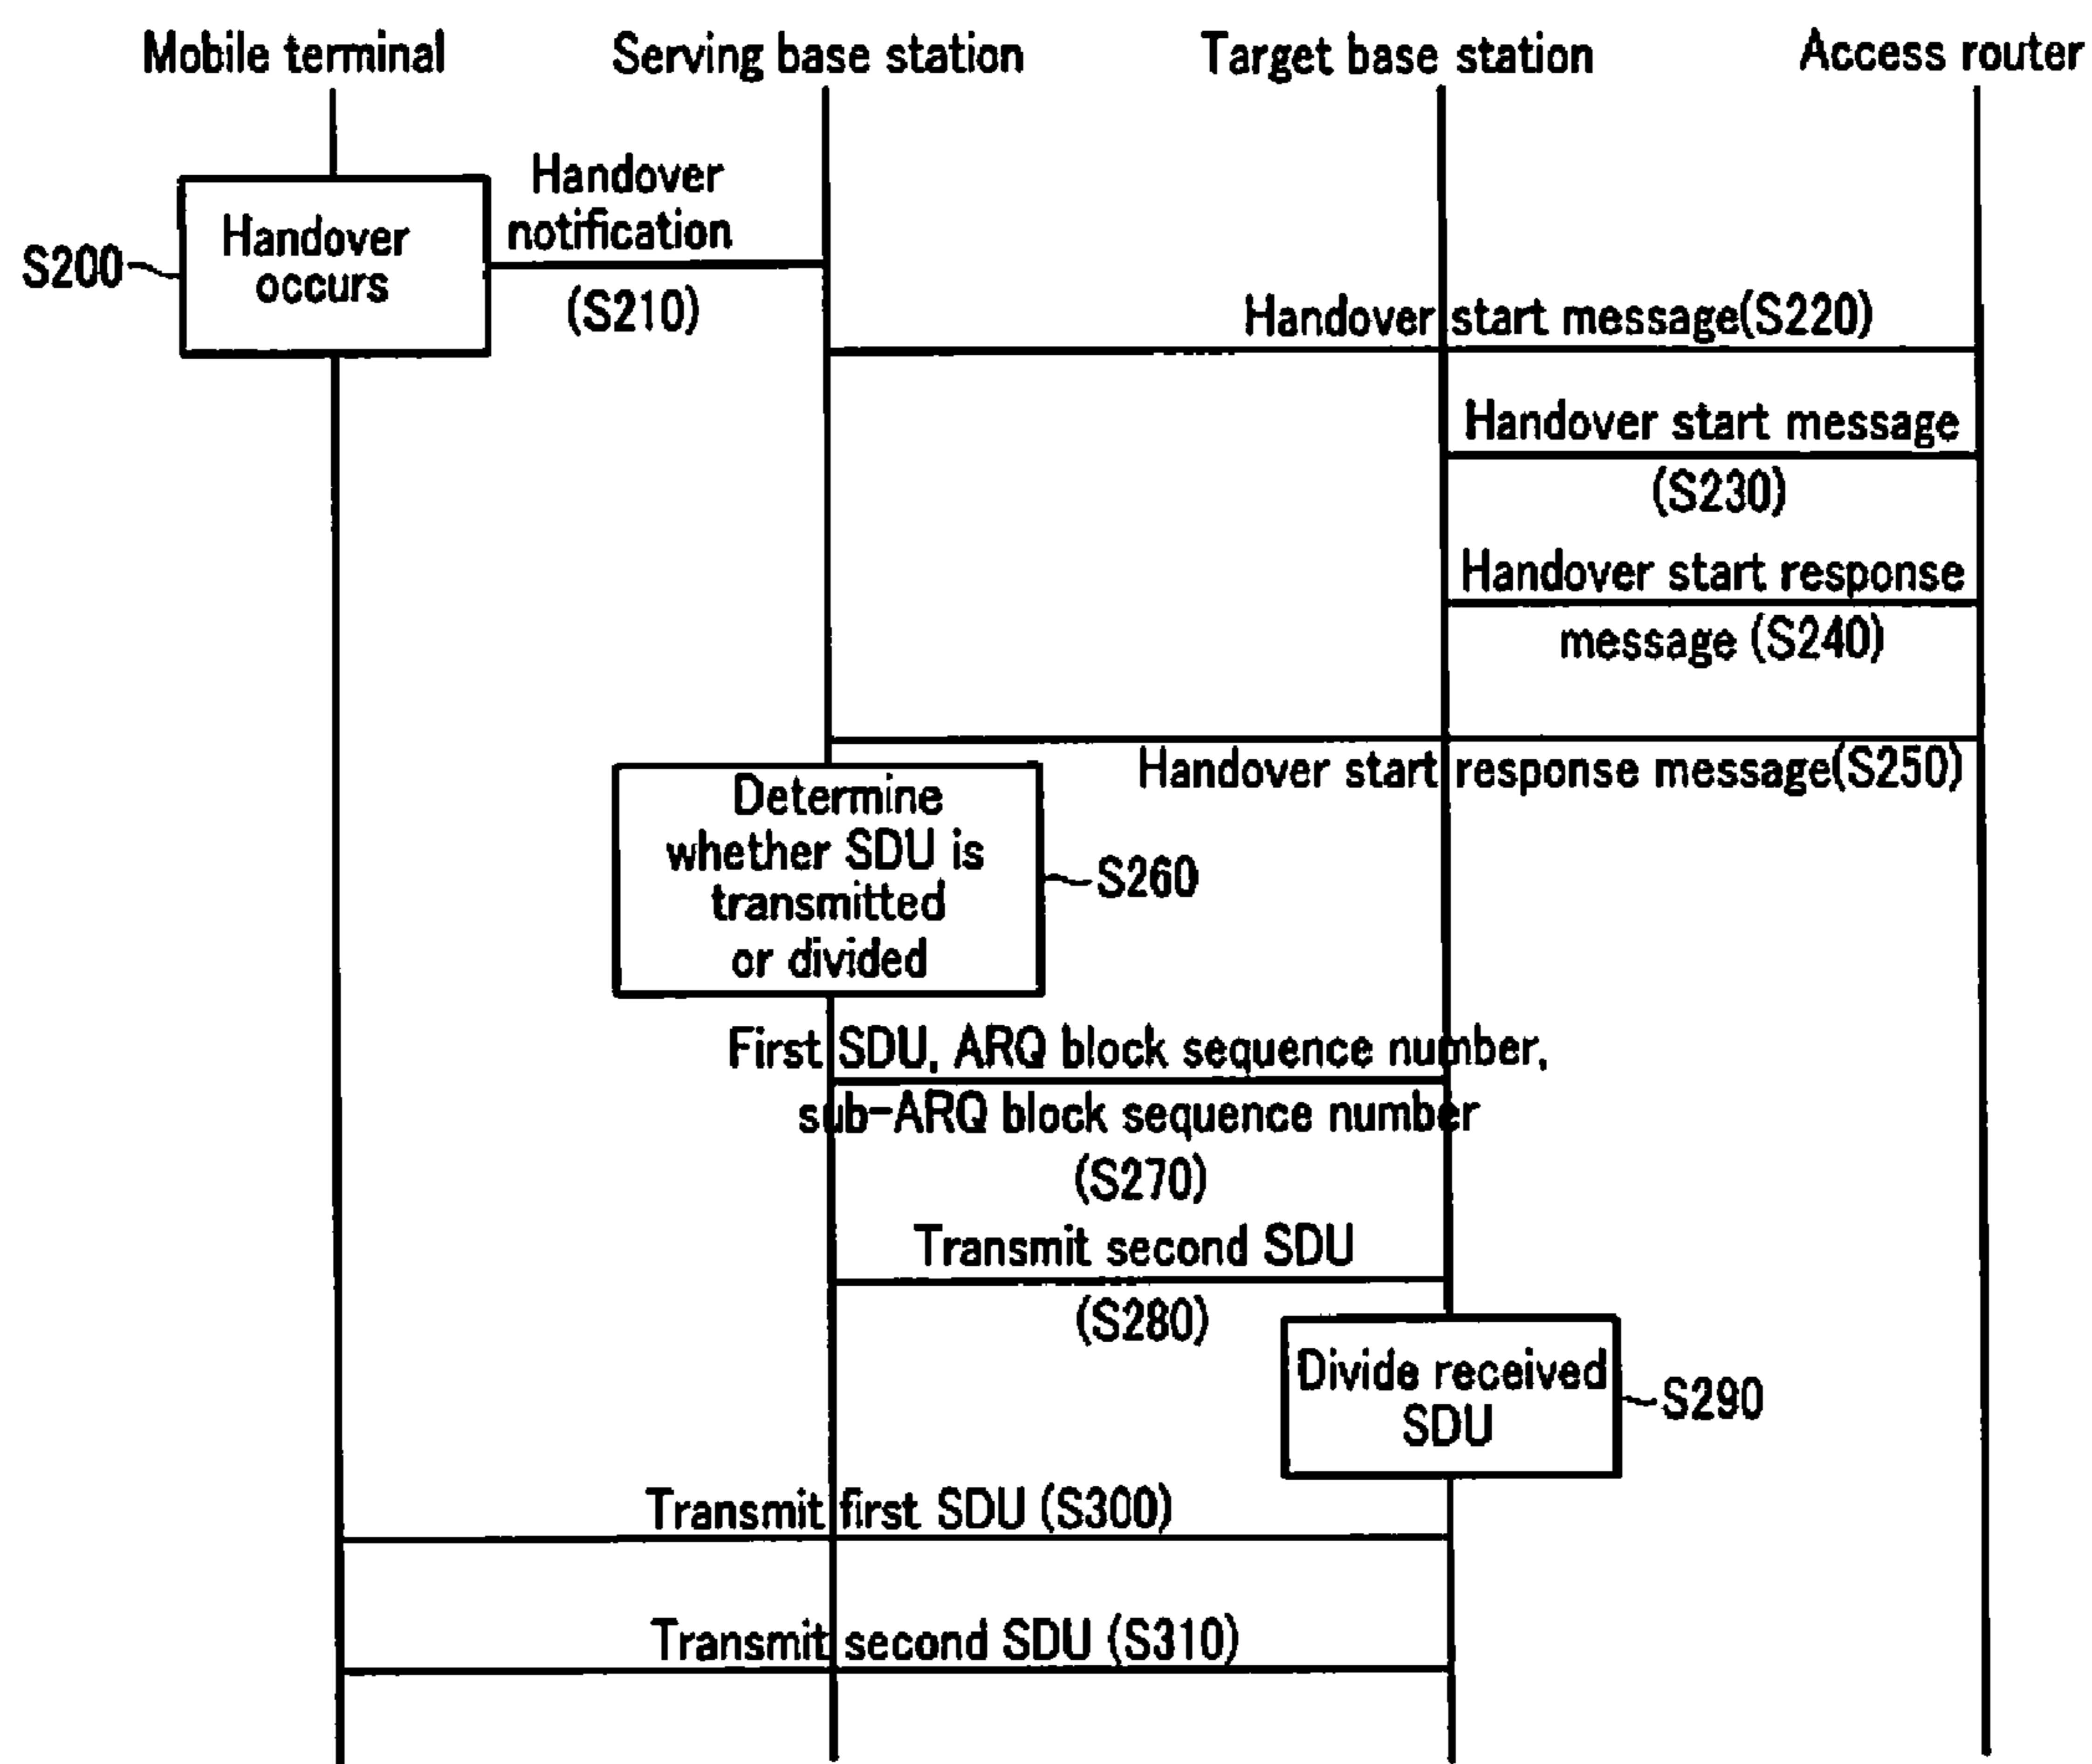 Mobile terminal
Serving base station
Target base station
Access router
Handover
notification
(S210)
S200
Handover
occurs
Handover start message(S220)
Handover start message
(S230)
Handover start response
message (S240)
Handover start response message(S250)
Determine
whether SDU is
transmitted
or divided
S260
First SDU, ARQ block sequence number,
sub-ARQ block sequence number
(S270)
Transmit second SDU
(S280)
Divide received
SDU
S290
Transmit first SDU (S300)
Transmit second SDU (S310)